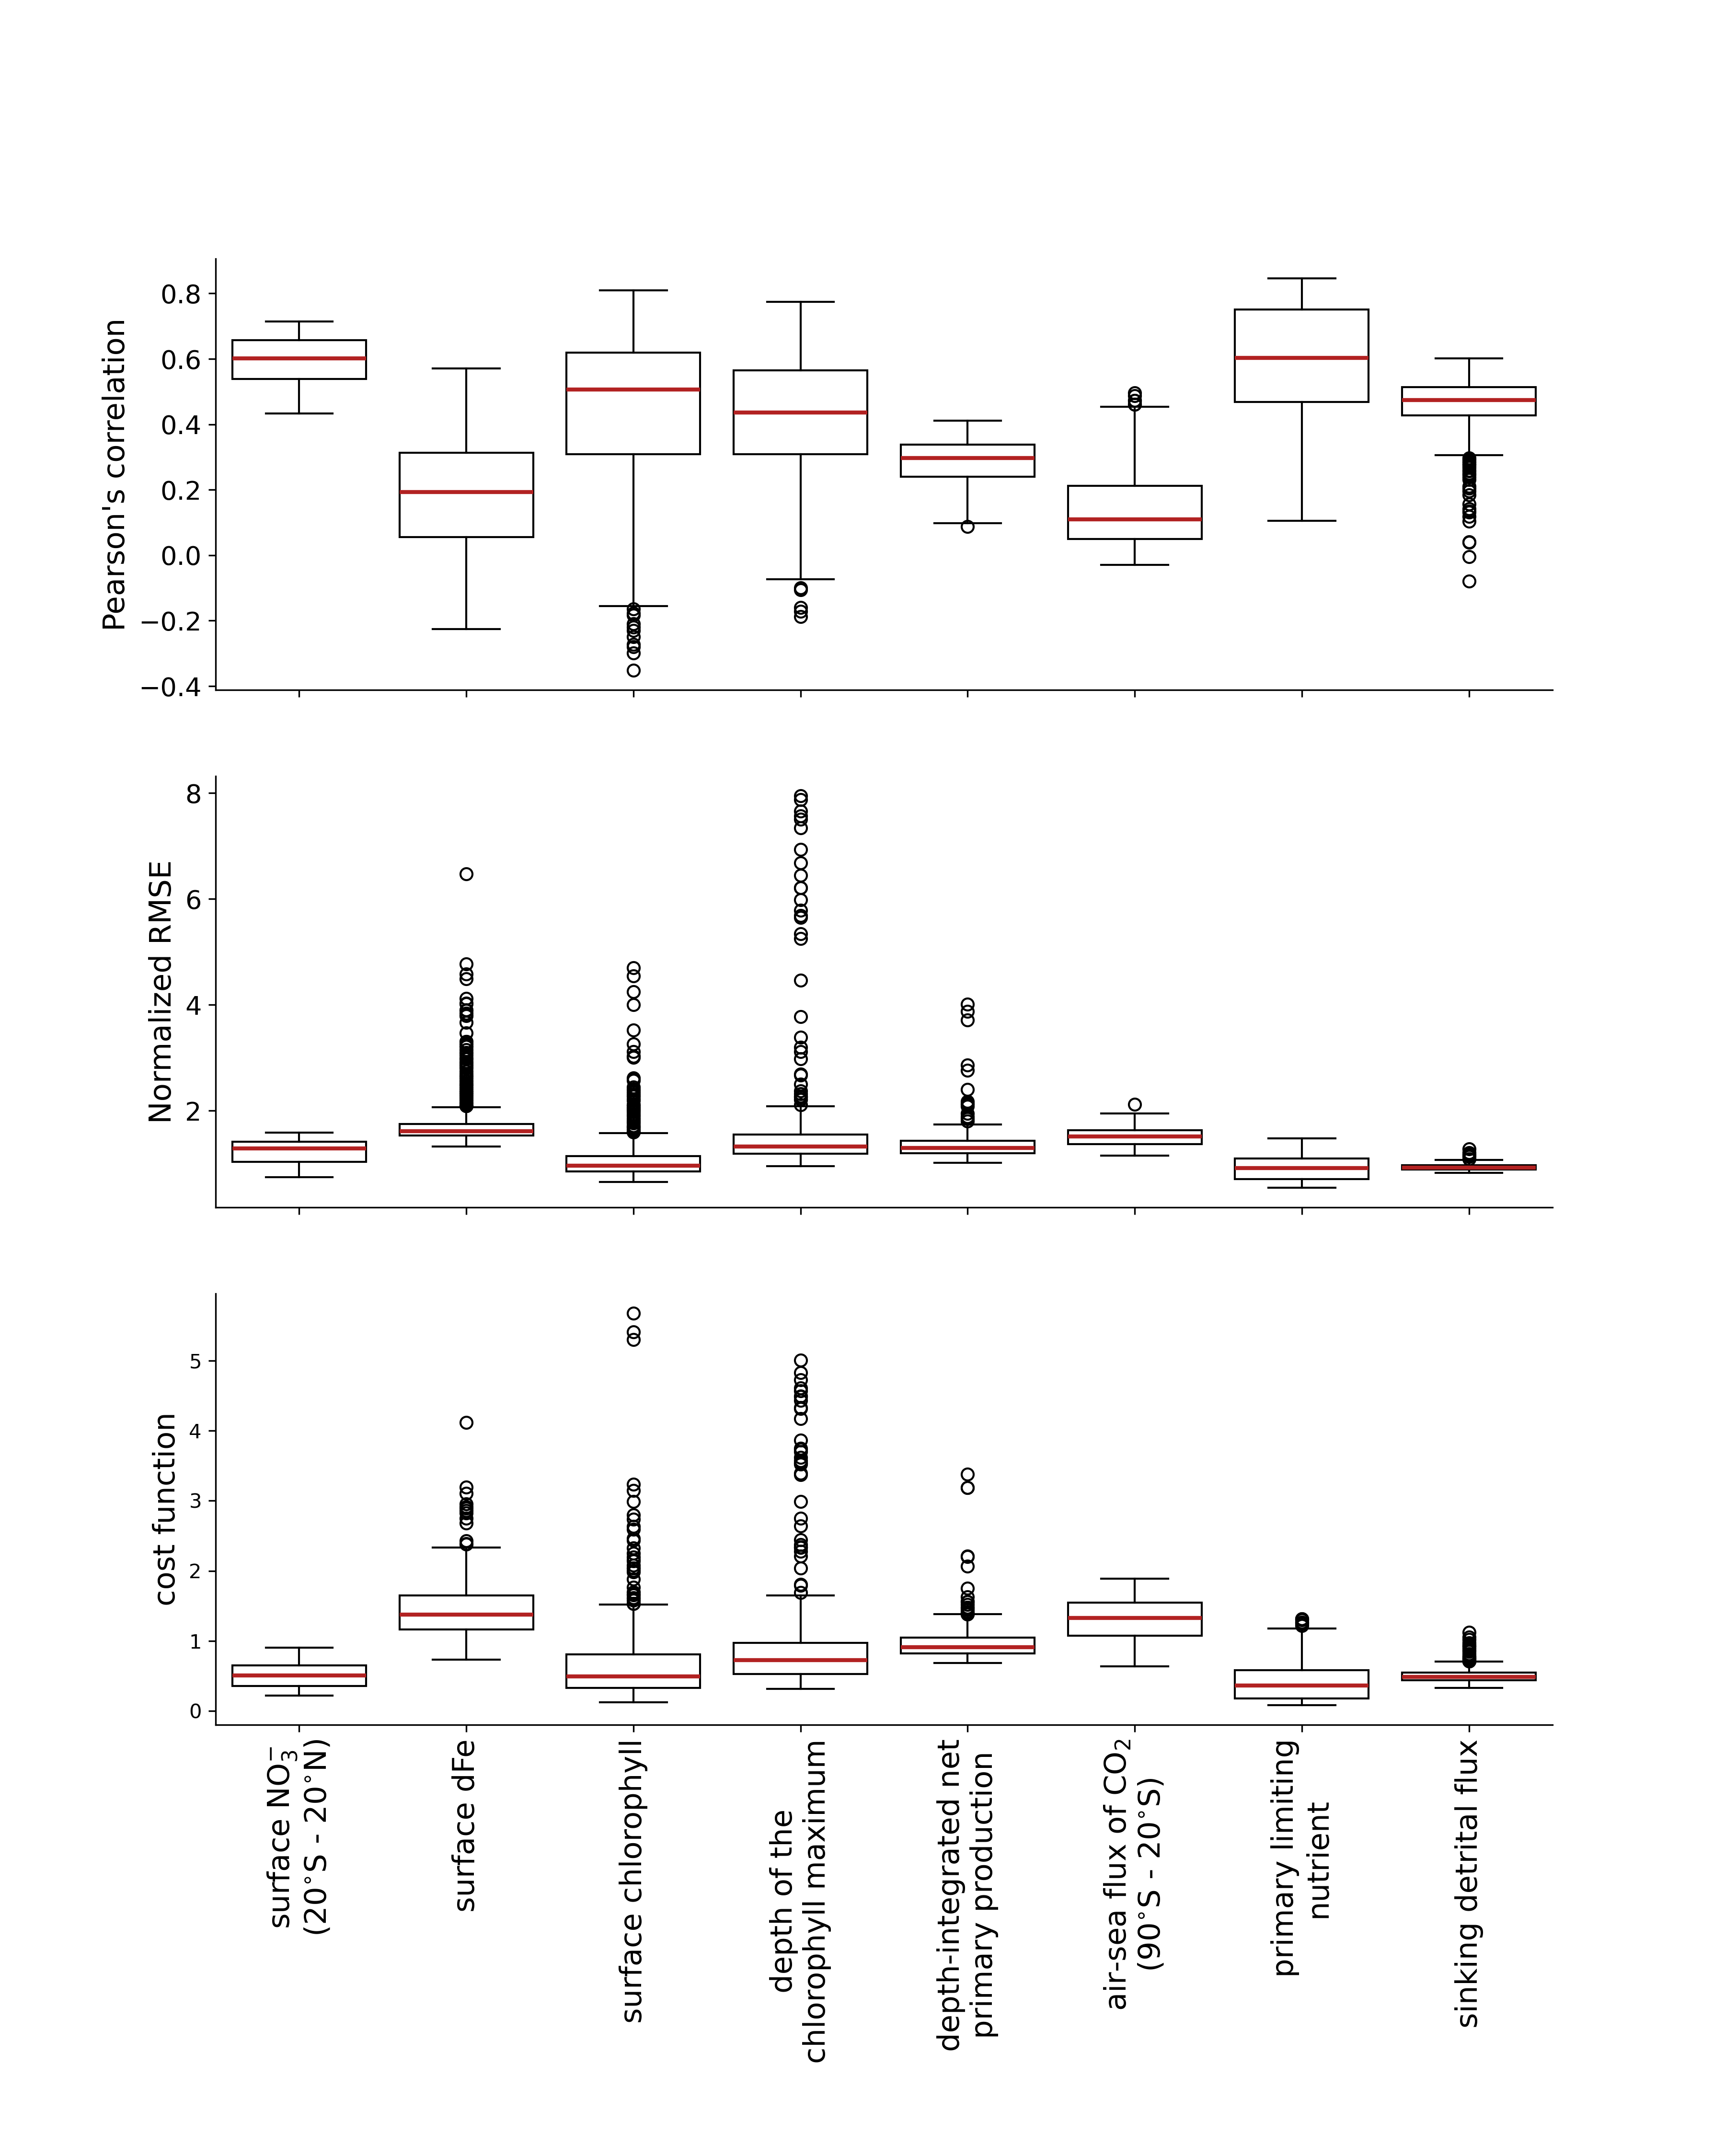 Pearson's correlation
0.8
0.6
0.4
0.2
0.0
−0.2
−0.4
Normalized RMSE
8
6
4
2
cost function
5
4
3
2
1
0
surface NO₃⁻
(20°S - 20°N)
surface dFe
surface chlorophyll
depth of the
chlorophyll maximum
depth-integrated net
primary production
air-sea flux of CO₂
(90°S - 20°S)
primary limiting
nutrient
sinking detrital flux